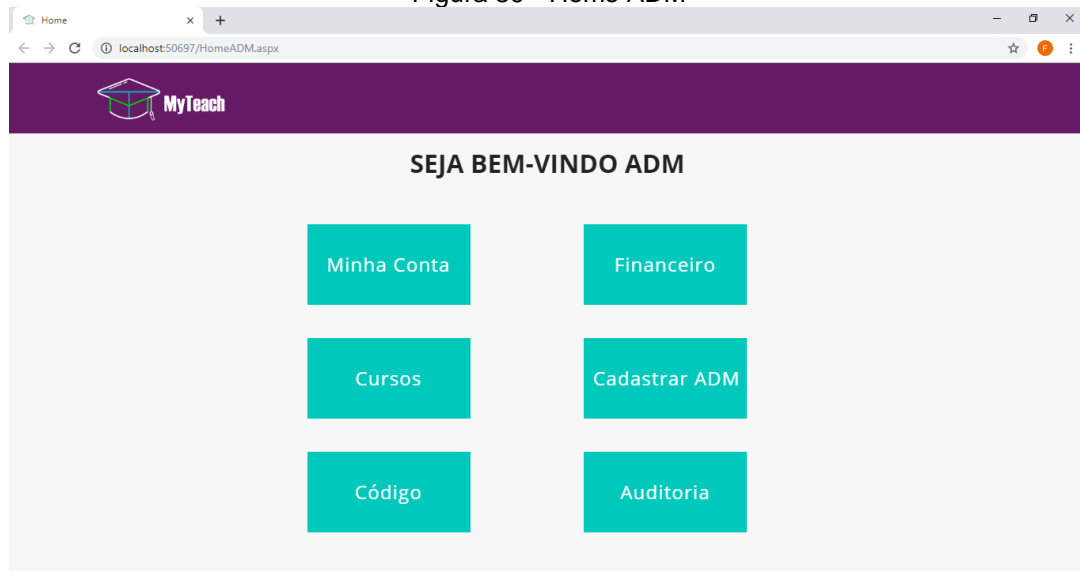 Home
localhost:50697/HomeADM.aspx
F
MyTeach
SEJA BEM-VINDO ADM
Minha Conta
Financeiro
Cursos
Cadastrar ADM
Código
Auditoria